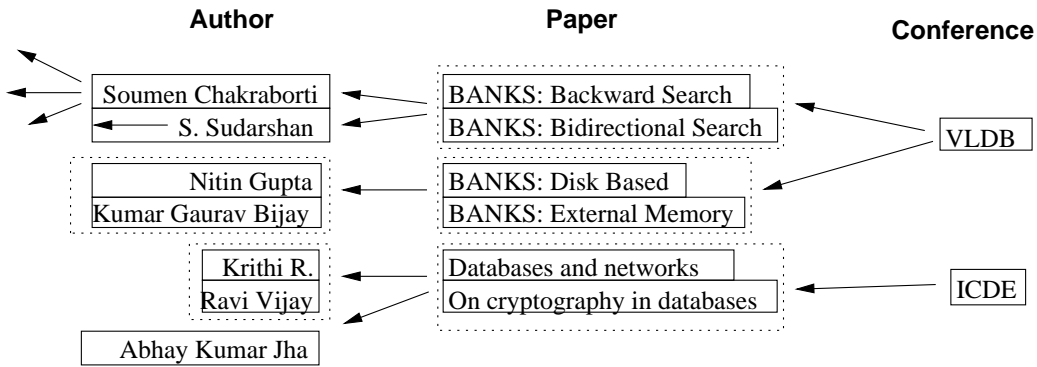 Author
Paper
Conference
Soumen Chakraborti
S. Sudarshan
BANKS: Backward Search
BANKS: Bidirectional Search
VLDB
Nitin Gupta
Kumar Gaurav Bijay
BANKS: Disk Based
BANKS: External Memory
Krithi R.
Ravi Vijay
Databases and networks
On cryptography in databases
ICDE
Abhay Kumar Jha